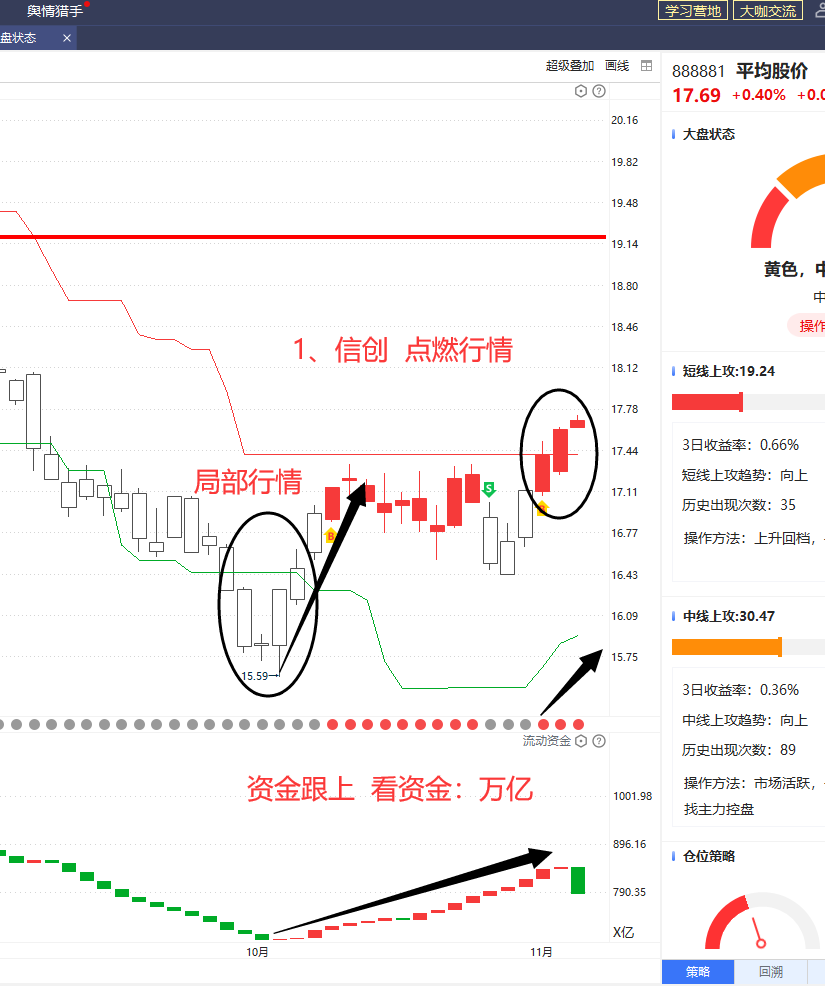 舆情猎手
学习营地
大咖交流
盘状态 ×
超级叠加 画线
?
20.16
19.82
19.48
19.14
18.80
18.46
18.12
17.78
17.44
17.11
16.77
16.43
16.09
15.75
1、信创 点燃行情
局部行情
S
B
15.59
流动资金 ?
资金跟上 看资金：万亿
1001.98
896.16
790.35
X亿
10月
11月
888881 平均股价
17.69 +0.40% +0.0
大盘状态
黄色，中
中
操作
短线上攻:19.24
3日收益率：0.66%
短线上攻趋势：向上
历史出现次数：35
操作方法：上升回档，
中线上攻:30.47
3日收益率：0.36%
中线上攻趋势：向上
历史出现次数：89
操作方法：市场活跃，
找主力控盘
仓位策略
策略
回溯